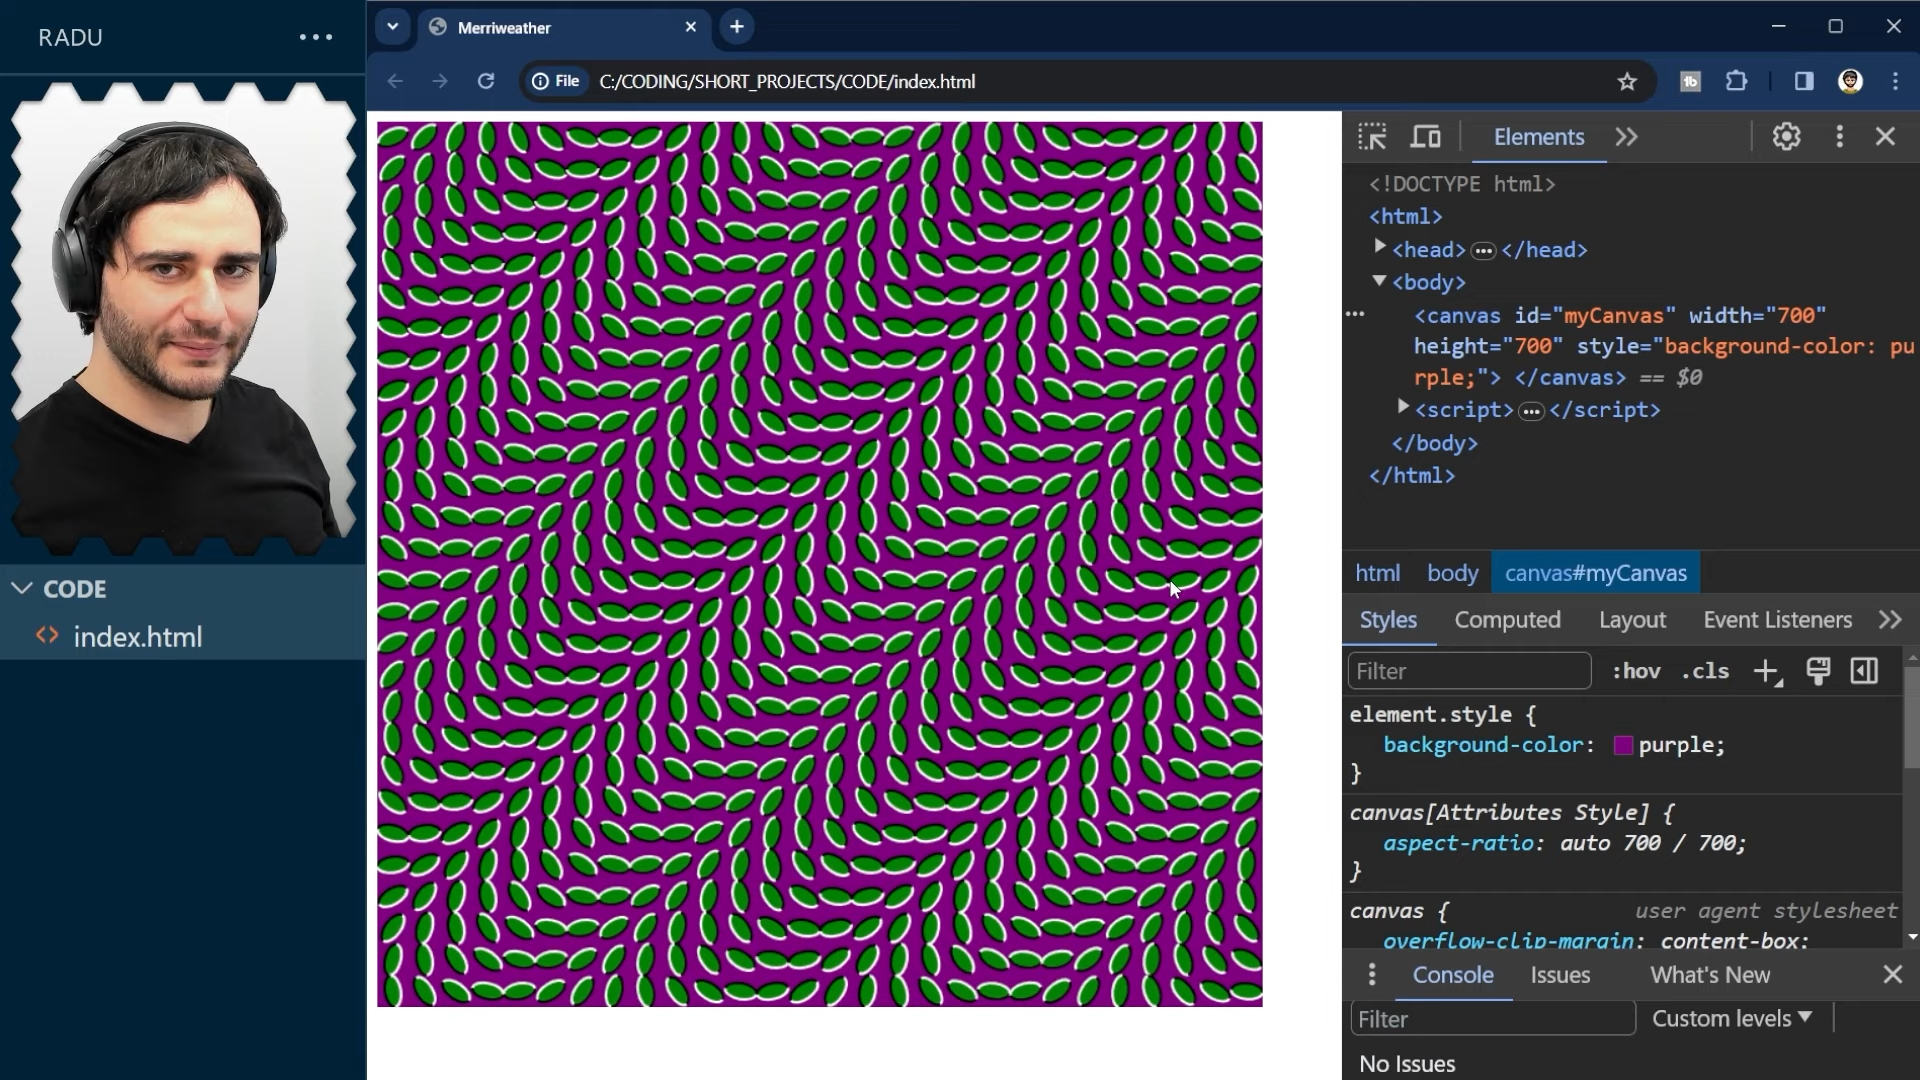 RADU
CODE
index.html
Merriweather
File
C:/CODING/SHORT_PROJECTS/CODE/index.html
Elements
<!DOCTYPE html>
<html>
<head> ••• </head>
<body>
<canvas id="myCanvas" width="700"
height="700" style="background-color: pu
rple;"> </canvas> == $0
<script> ••• </script>
</body>
</html>
html body canvas#myCanvas
Styles Computed Layout Event Listeners
Filter :hov .cls
element.style {
background-color: purple;
}
canvas[Attributes Style] {
aspect-ratio: auto 700 / 700;
}
canvas { user agent stylesheet
overflow-clip-margin: content-box;
Console Issues What's New
Filter Custom levels
No Issues